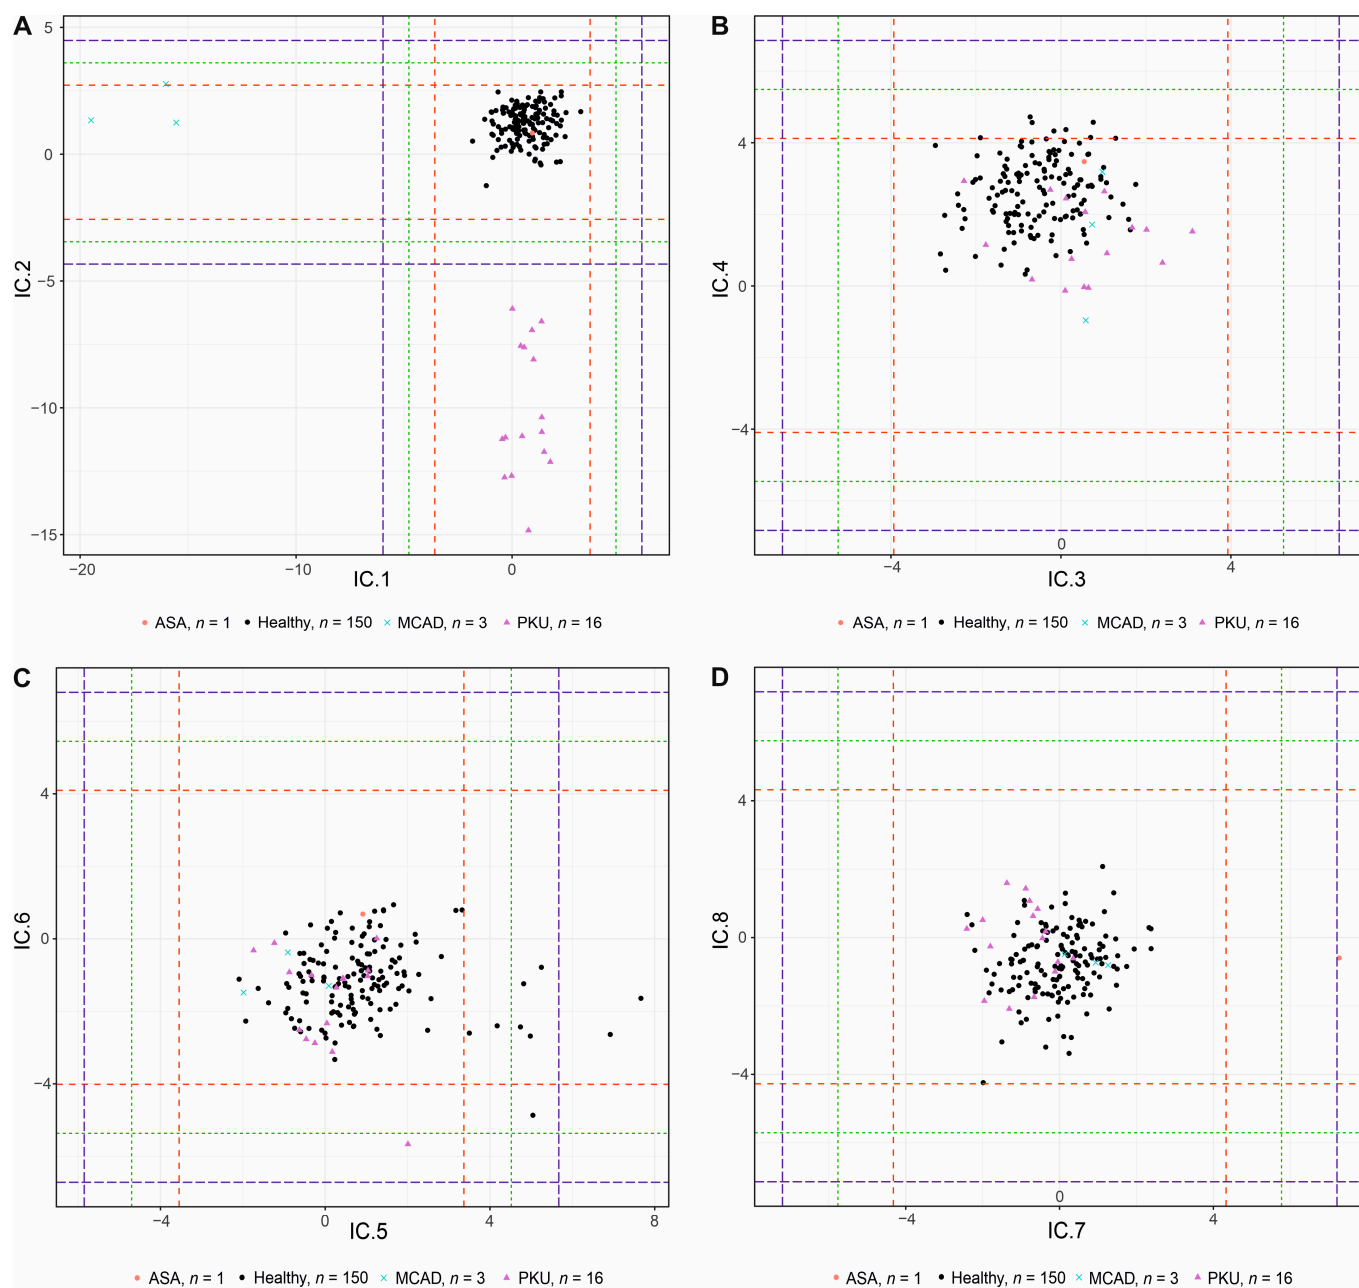 A
B
5
0
−5
−10
−15
IC.2
−20
−10
0
IC.1
4
0
−4
IC.4
−4
0
4
IC.3
ASA, n = 1 Healthy, n = 150 MCAD, n = 3 PKU, n = 16
ASA, n = 1 Healthy, n = 150 MCAD, n = 3 PKU, n = 16
C
D
4
0
−4
IC.6
−4
0
4
8
IC.5
4
0
−4
IC.8
−4
0
4
IC.7
ASA, n = 1 Healthy, n = 150 MCAD, n = 3 PKU, n = 16
ASA, n = 1 Healthy, n = 150 MCAD, n = 3 PKU, n = 16